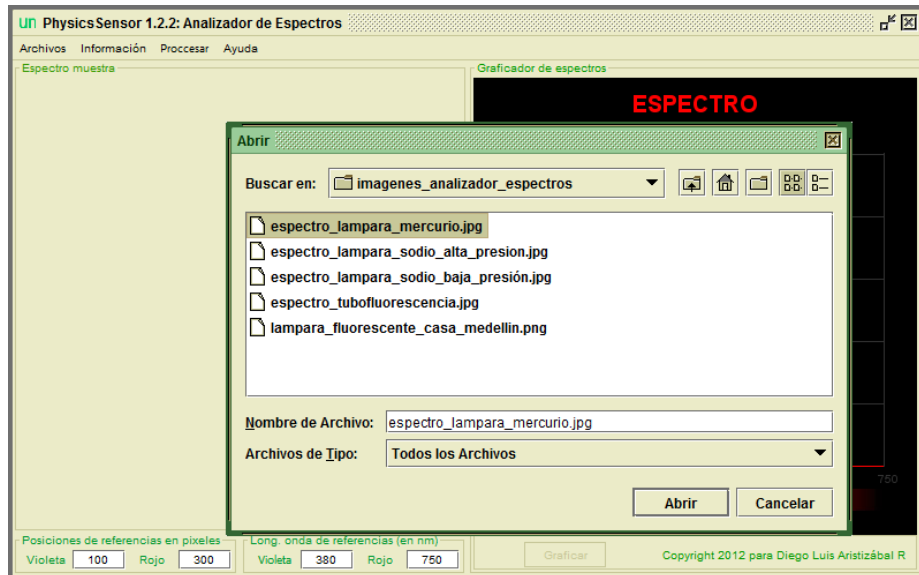 un PhysicsSensor 1.2.2: Analizador de Espectros
Archivos Información Proccesar Ayuda
Espectro muestra
Graficador de espectros
ESPECTRO
Abrir
Buscar en: imagenes_analizador_espectros
espectro_lampara_mercurio.jpg
espectro_lampara_sodio_alta_presion.jpg
espectro_lampara_sodio_baja_presión.jpg
espectro_tubofluorescencia.jpg
lampara_fluorescente_casa_medellin.png
Nombre de Archivo: espectro_lampara_mercurio.jpg
Archivos de Tipo: Todos los Archivos
750
Abrir Cancelar
Posiciones de referencias en pixeles
Violeta 100 Rojo 300
Long. onda de referencias (en nm)
Violeta 380 Rojo 750
Graficar
Copyright 2012 para Diego Luis Aristizábal R